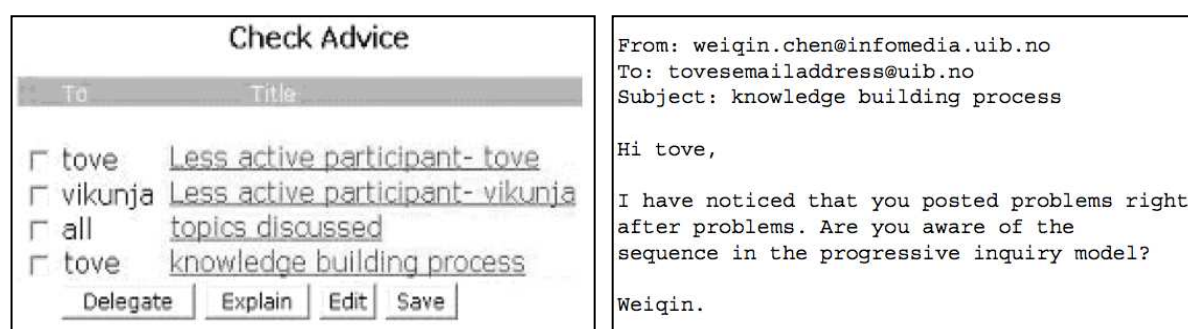 Check Advice
To Title
tove Less active participant- tove
vikunja Less active participant- vikunja
all topics discussed
tove knowledge building process
Delegate Explain Edit Save
From: weiqin.chen@infomedia.uib.no
To: tovesemailaddress@uib.no
Subject: knowledge building process
Hi tove,
I have noticed that you posted problems right
after problems. Are you aware of the
sequence in the progressive inquiry model?
Weiqin.